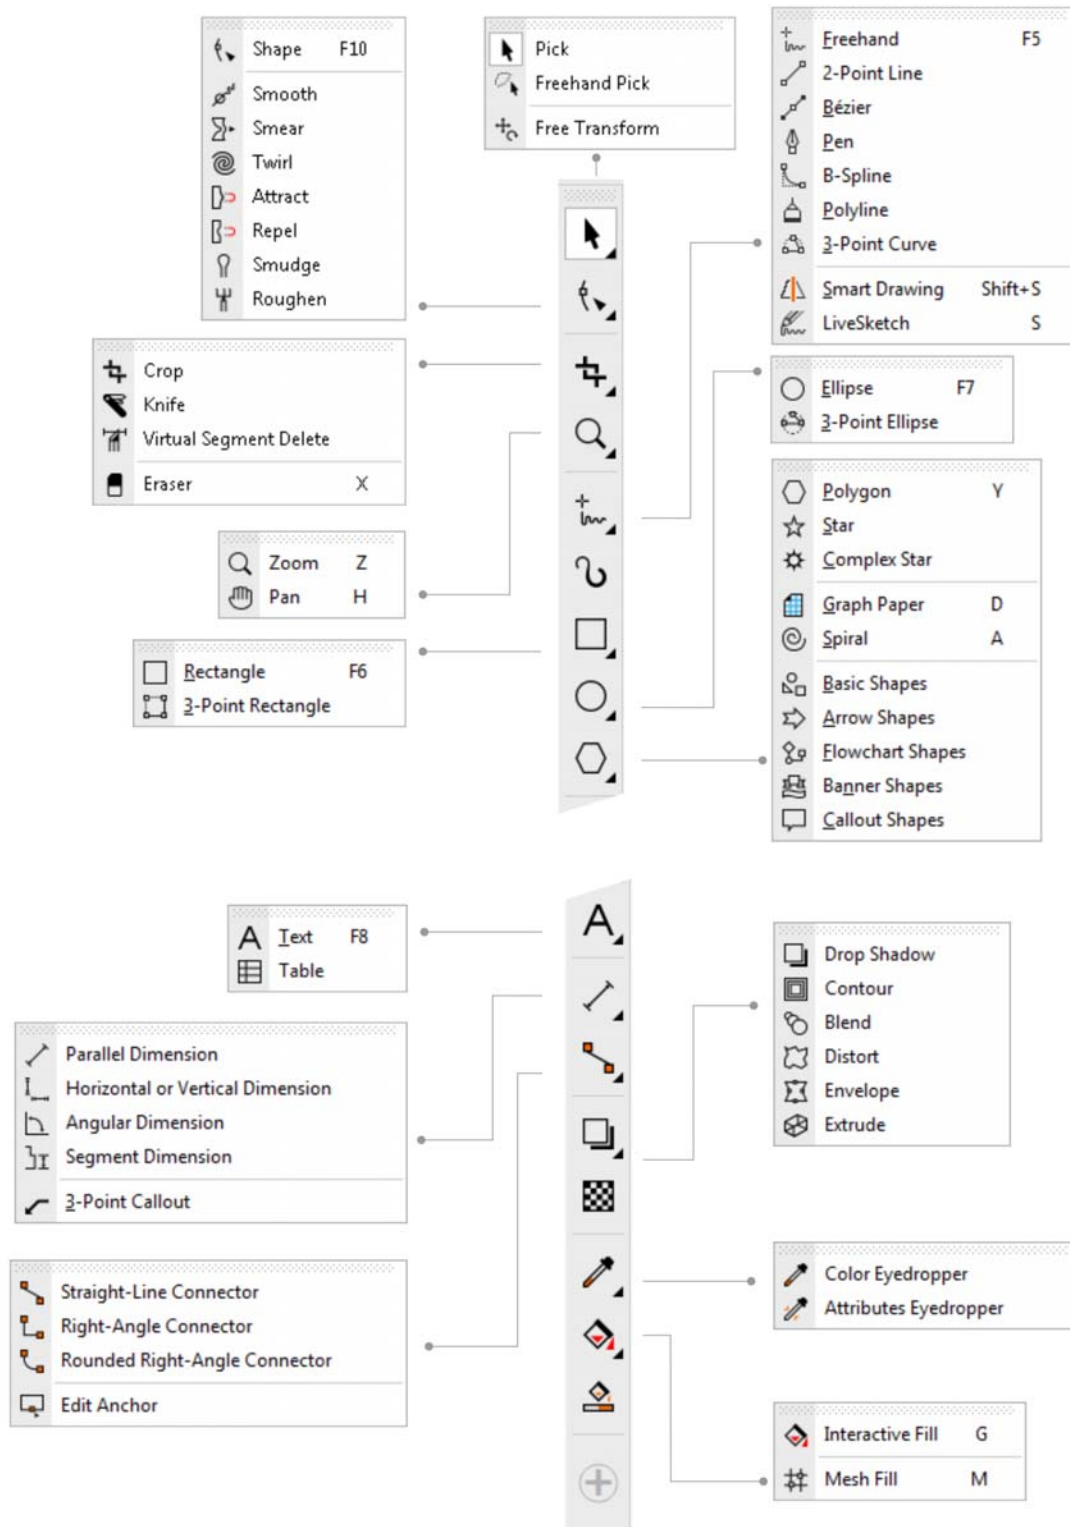 Shape F10
Smooth
Smear
Twirl
Attract
Repel
Smudge
Roughen
Pick
Freehand Pick
Free Transform
Freehand F5
2-Point Line
Bézier
Pen
B-Spline
Polyline
3-Point Curve
Smart Drawing Shift+S
LiveSketch S
Crop
Knife
Virtual Segment Delete
Eraser X
Ellipse F7
3-Point Ellipse
Zoom Z
Pan H
Polygon Y
Star
Complex Star
Graph Paper D
Spiral A
Basic Shapes
Arrow Shapes
Flowchart Shapes
Banner Shapes
Callout Shapes
Rectangle F6
3-Point Rectangle
A Text F8
Table
A
Drop Shadow
Contour
Blend
Distort
Envelope
Extrude
Parallel Dimension
Horizontal or Vertical Dimension
Angular Dimension
Segment Dimension
3-Point Callout
Color Eyedropper
Attributes Eyedropper
Straight-Line Connector
Right-Angle Connector
Rounded Right-Angle Connector
Edit Anchor
Interactive Fill G
Mesh Fill M